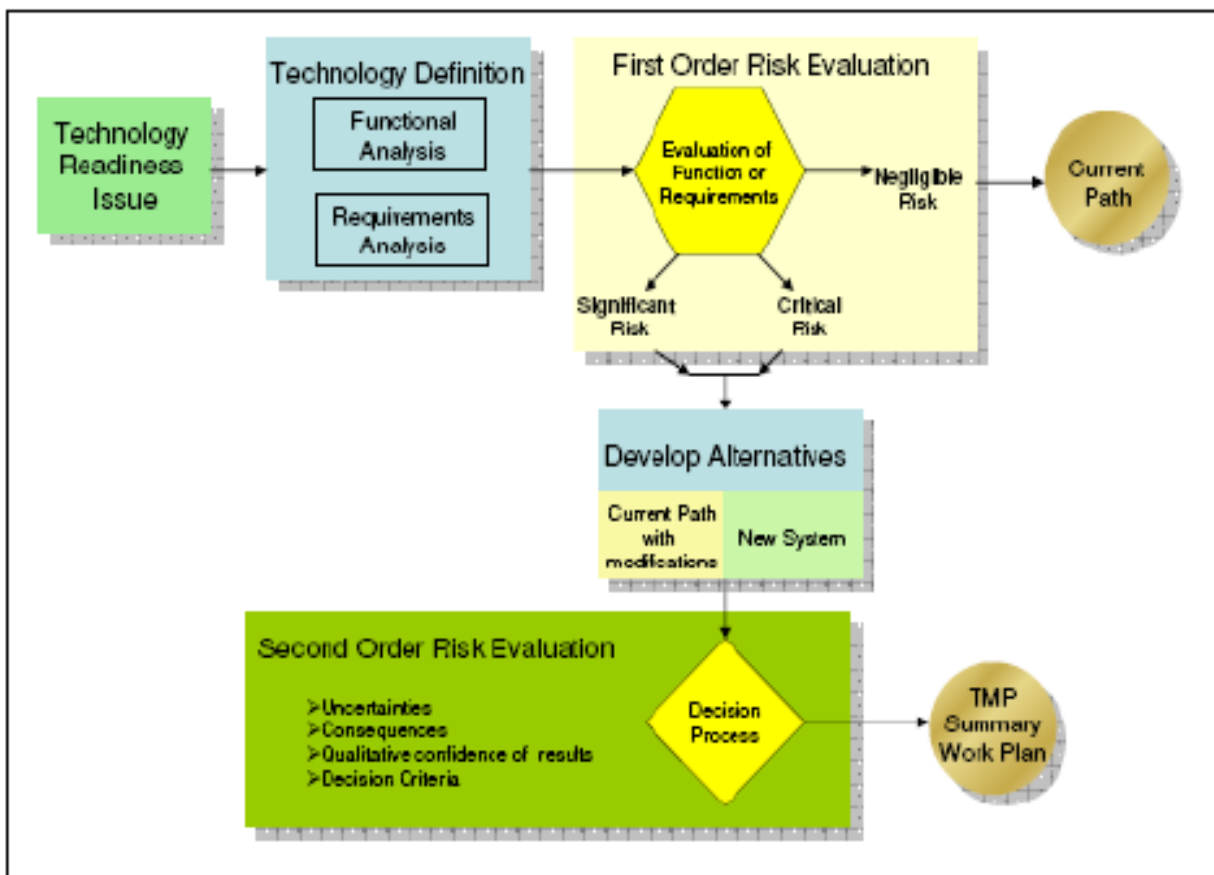 Technology
Readiness
Issue
Technology Definition
Functional
Analysis
Requirements
Analysis
First Order Risk Evaluation
Evaluation of
Function or
Requirements
Negligible
Risk
Significant
Risk
Critical
Risk
Current
Path
Develop Alternatives
Current Path
with
modifications
New System
Second Order Risk Evaluation
➢Uncertainties
➢Consequences
➢Qualitative confidence of results
➢Decision Criteria
Decision
Process
TMP
Summary
Work Plan